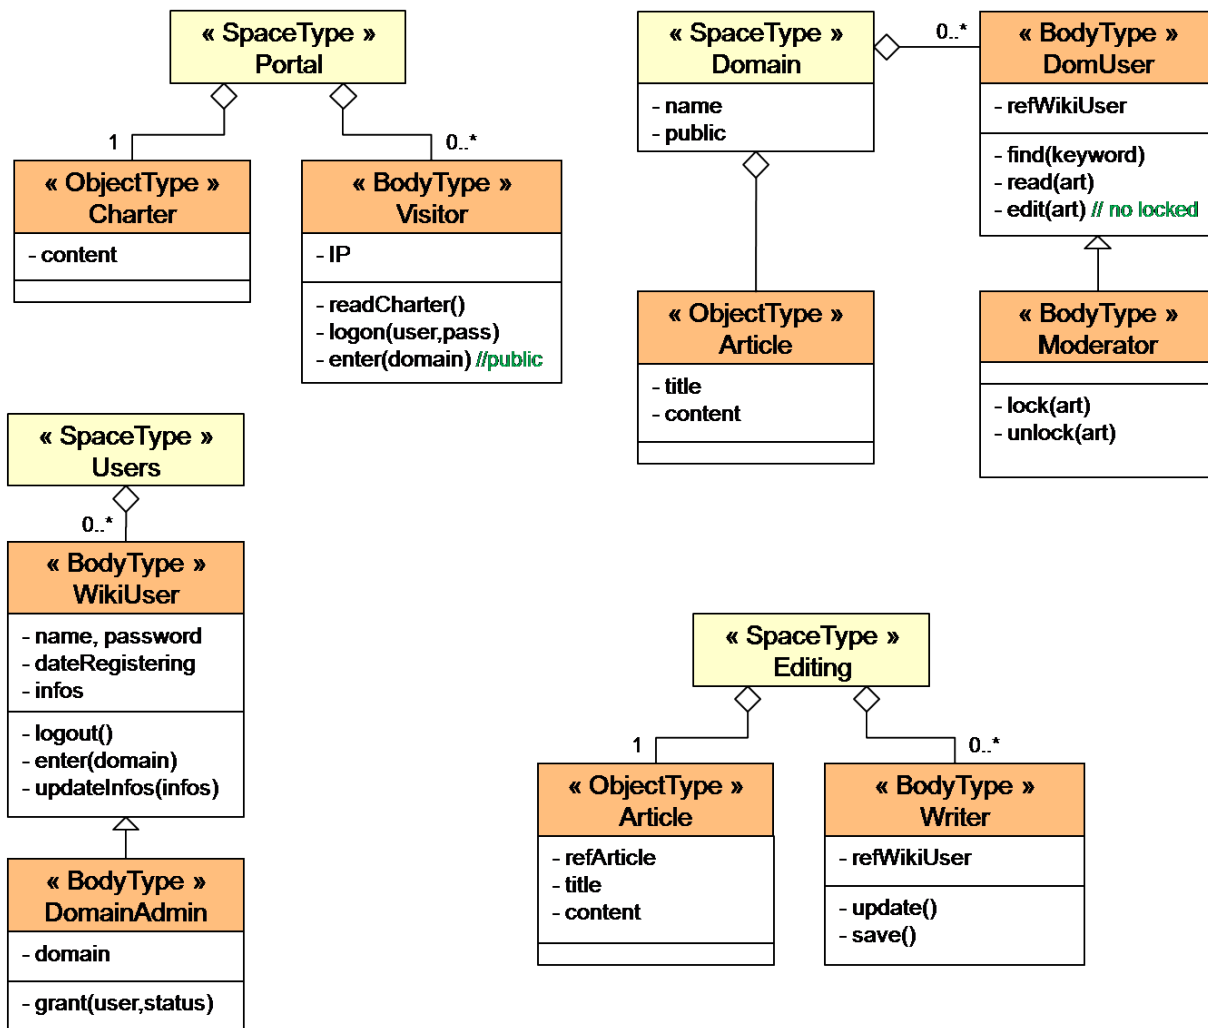 « SpaceType »
Portal
1
0..*
« ObjectType »
Charter
- content
« BodyType »
Visitor
- IP
- readCharter()
- logon(user,pass)
- enter(domain) //public
« SpaceType »
Domain
- name
- public
0..*
« BodyType »
DomUser
- refWikiUser
- find(keyword)
- read(art)
- edit(art) // no locked
« ObjectType »
Article
- title
- content
« BodyType »
Moderator
- lock(art)
- unlock(art)
« SpaceType »
Users
0..*
« BodyType »
WikiUser
- name, password
- dateRegistering
- infos
- logout()
- enter(domain)
- updateInfos(infos)
« BodyType »
DomainAdmin
- domain
- grant(user,status)
« SpaceType »
Editing
1
0..*
« ObjectType »
Article
- refArticle
- title
- content
« BodyType »
Writer
- refWikiUser
- update()
- save()